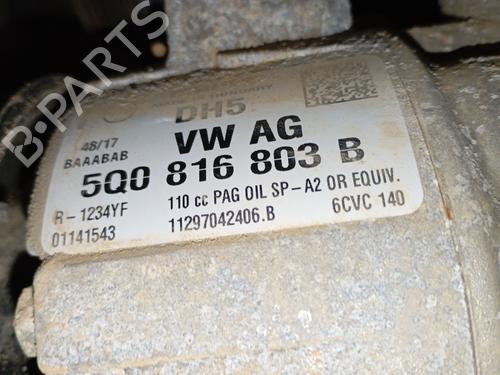 HUNGARY
DH5
48/17
VW AG
BAAABAB
5Q0 816 803 B
R-1234YF
110 cc PAG OIL SP-A2 OR EQUIV.
01141543
11297042406.B
6CVC 140
B-PARTS